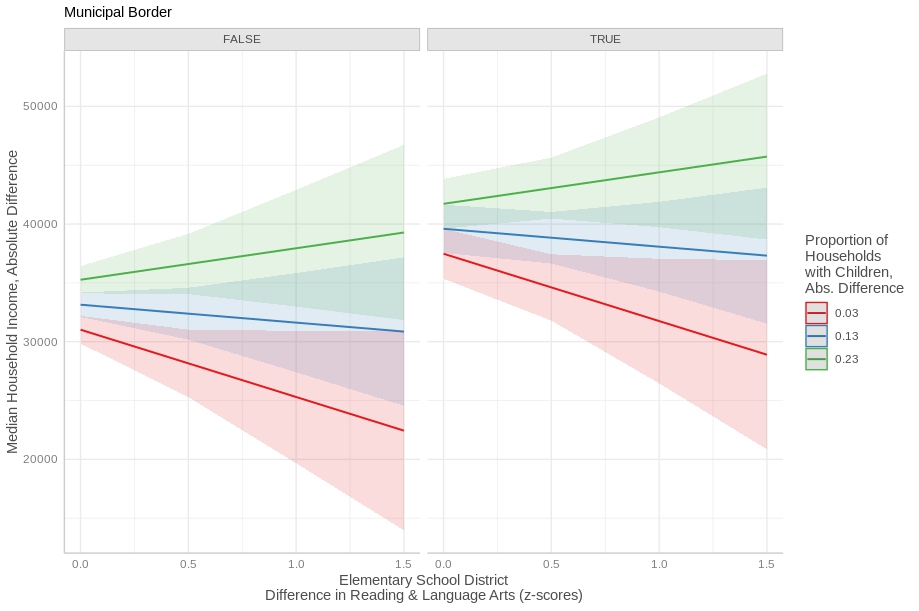 Municipal Border
FALSE
TRUE
Median Household Income, Absolute Difference
50000
40000
30000
20000
0.0
0.5
1.0
1.5
0.0
0.5
1.0
1.5
Elementary School District
Difference in Reading & Language Arts (z-scores)
Proportion of
Households
with Children,
Abs. Difference
0.03
0.13
0.23